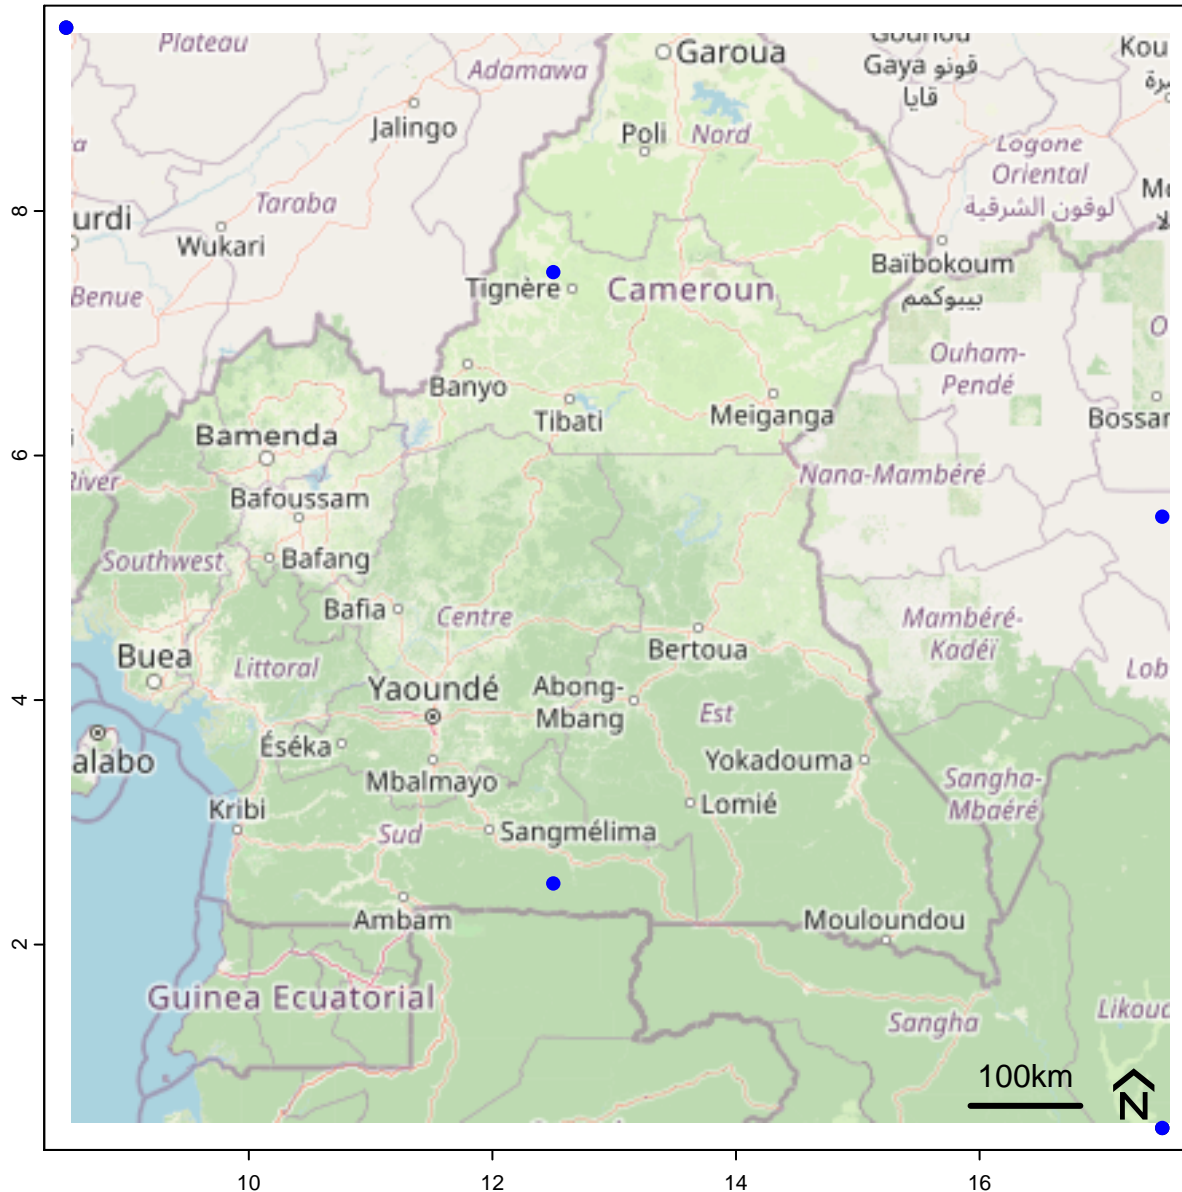 Plateau
Adamawa
Garoua
Gounou
Gaya قونو
قايا
Kou
Jalingo
Poli
Nord
Logone
Oriental
لوقون الشرقية
8
urdi
Taraba
Wukari
Benue
Tignère
Cameroun
Baïbokoum
بيبوكمم
Ouham-
Pendé
Banyo
Tibati
Meiganga
Bossar
Bamenda
6
River
Nana-Mambéré
Bafoussam
Southwest
Bafang
Bafia
Centre
Mambéré-
Kadéï
Buea
Littoral
Bertoua
Lob
Yaoundé
Abong-
Mbang
4
Est
alabo
Éséka
Mbalmayo
Yokadouma
Sangha-
Mbaéré
Kribi
Lomié
Sud
Sangmélima
Ambam
Mouloundou
2
Guinea Ecuatorial
Sangha
Likoua
100km
N
10 12 14 16